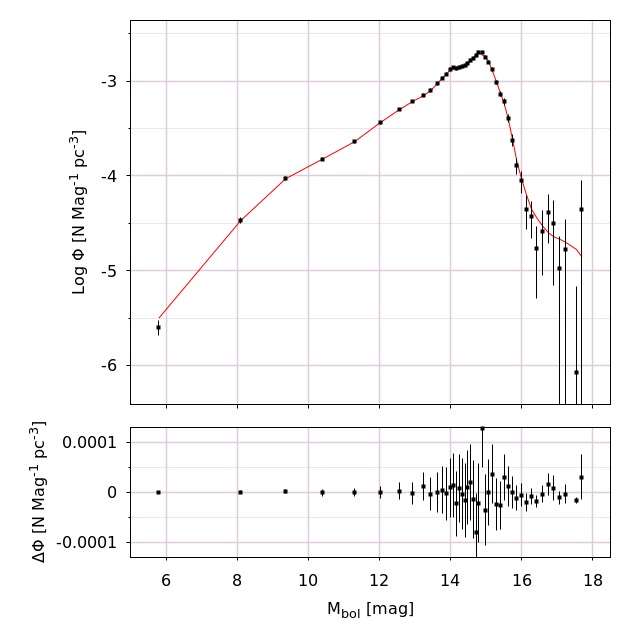 Log Φ [N Mag⁻¹ pc⁻³]
-3
-4
-5
-6
ΔΦ [N Mag⁻¹ pc⁻³]
0.0001
0
-0.0001
6 8 10 12 14 16 18
M_bol [mag]